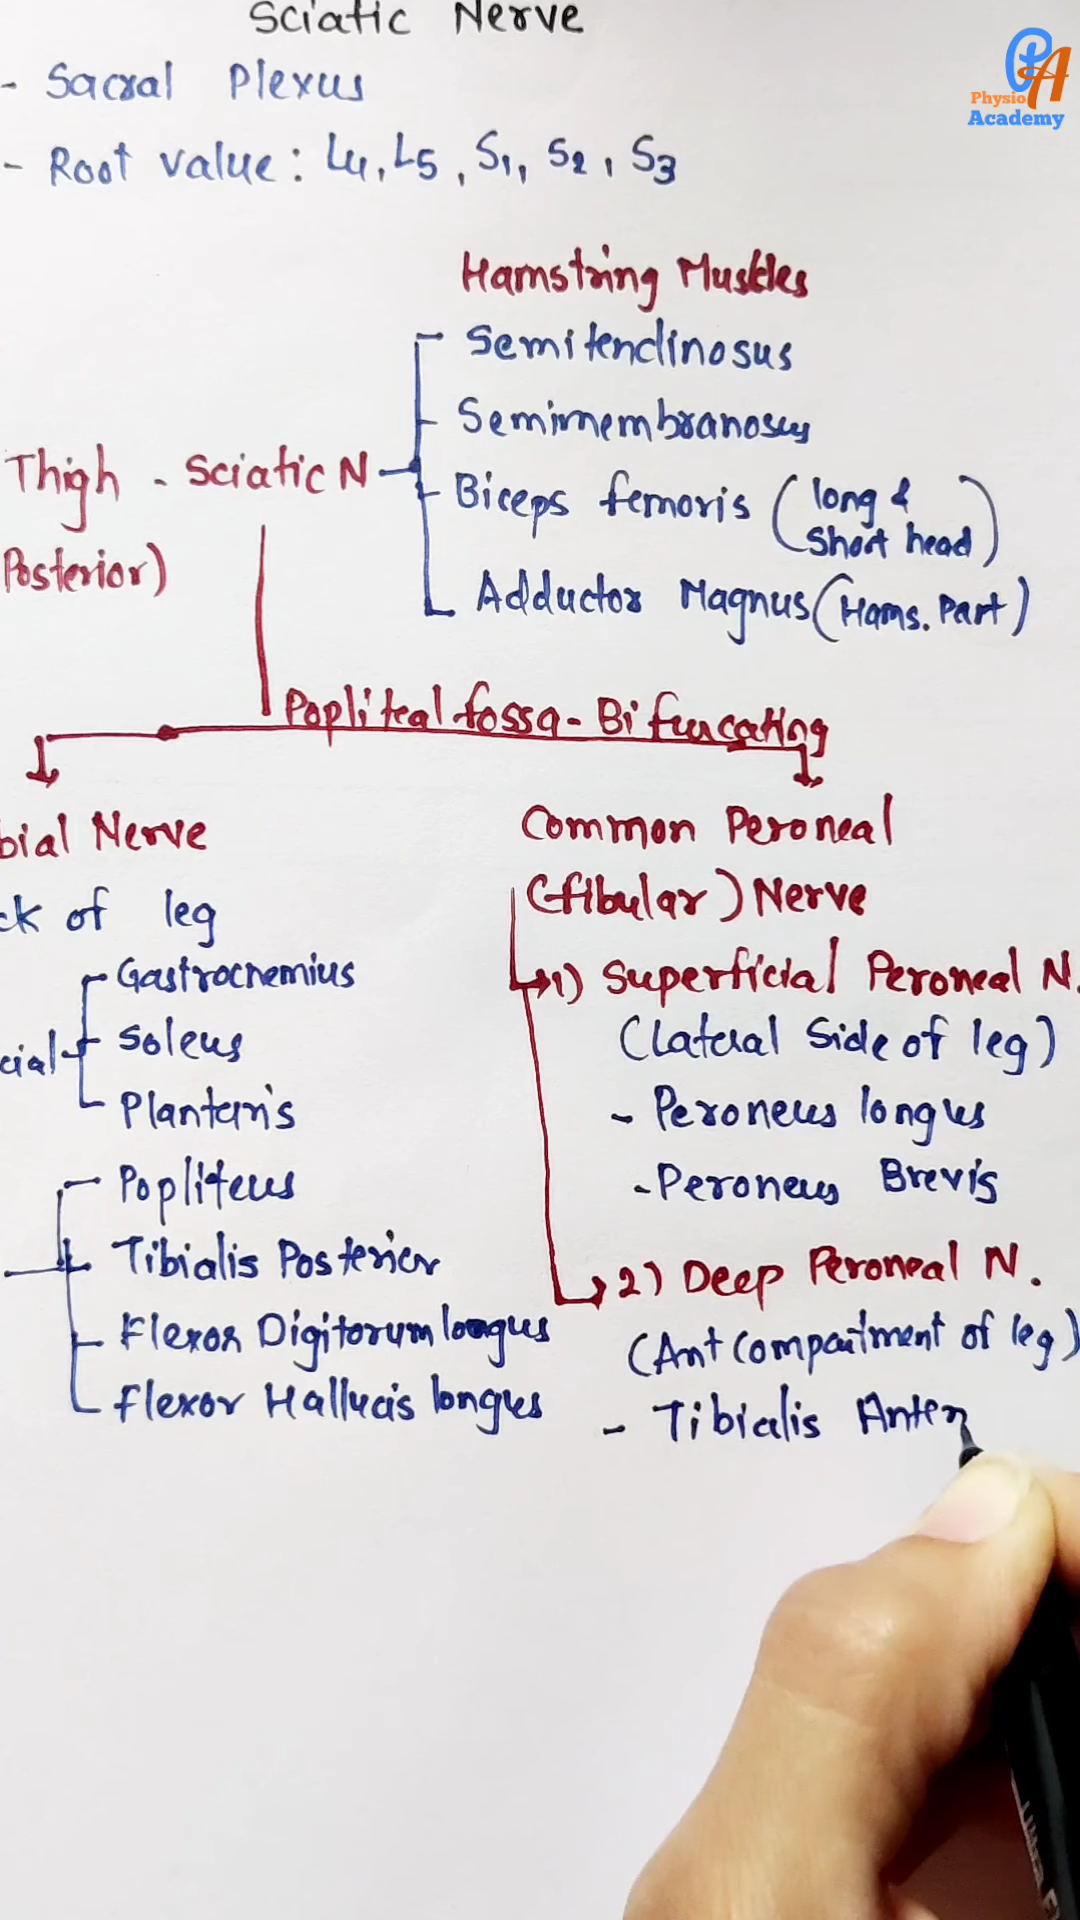 Sciatic Nerve
Physio
Academy
- Sacral Plexus
- Root value : L4, L5, S1, S2, S3
Hamstring Muscles
Semitendinosus
Semimembranosus
Thigh - Sciatic N
Biceps femoris (long &
short head)
Posterior)
Adductor Magnus (Hams. Part)
Popliteal fossa - Bifurcating
bial Nerve
ck of leg
Gastrocnemius
cial
Soleus
Plantaris
Popliteus
Tibialis Posterior
Flexor Digitorum longus
flexor Hallucis longus
Common Peroneal
(fibular) Nerve
1) Superficial Peroneal N.
(Lateral Side of leg)
- Peroneus longus
- Peroneus Brevis
2) Deep Peroneal N.
(Ant compartment of leg)
- Tibialis Anter